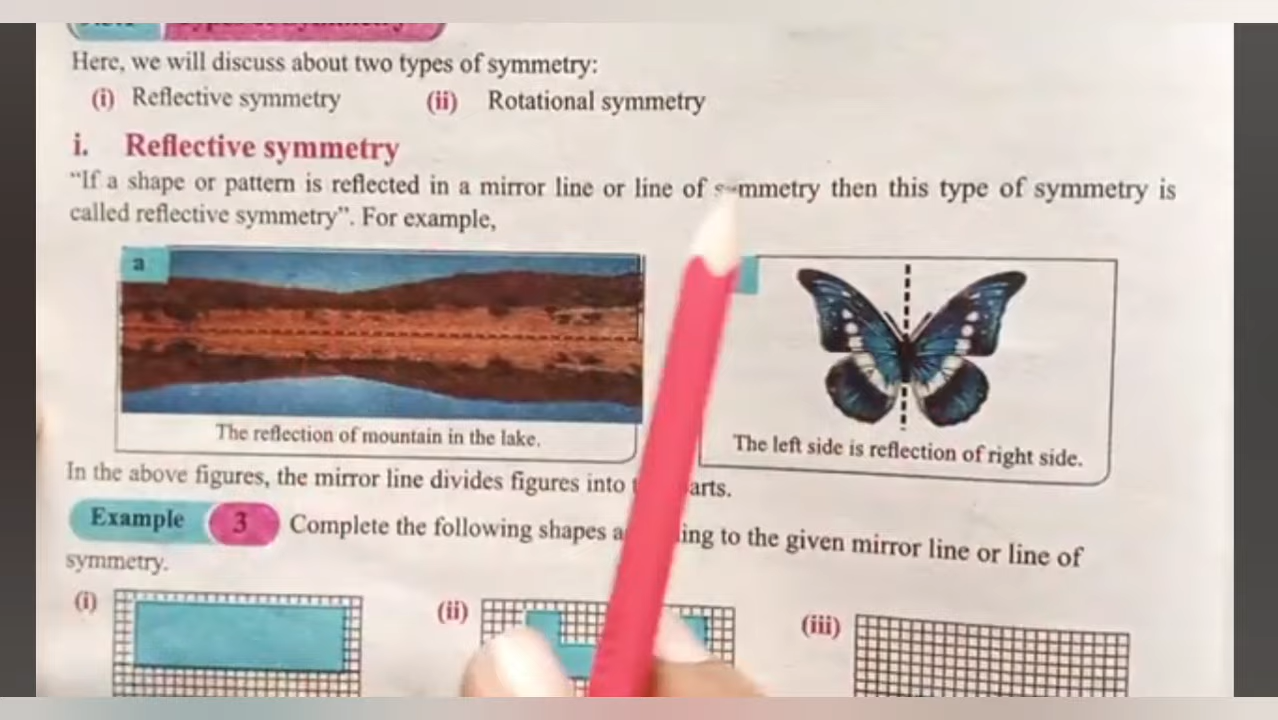 Here, we will discuss about two types of symmetry:
(i) Reflective symmetry (ii) Rotational symmetry
i. Reflective symmetry
“If a shape or pattern is reflected in a mirror line or line of symmetry then this type of symmetry is
called reflective symmetry”. For example,
a
The reflection of mountain in the lake.
The left side is reflection of right side.
In the above figures, the mirror line divides figures into
Example 3 Complete the following shapes to the given mirror line or line of
symmetry.
(i) (ii) (iii)